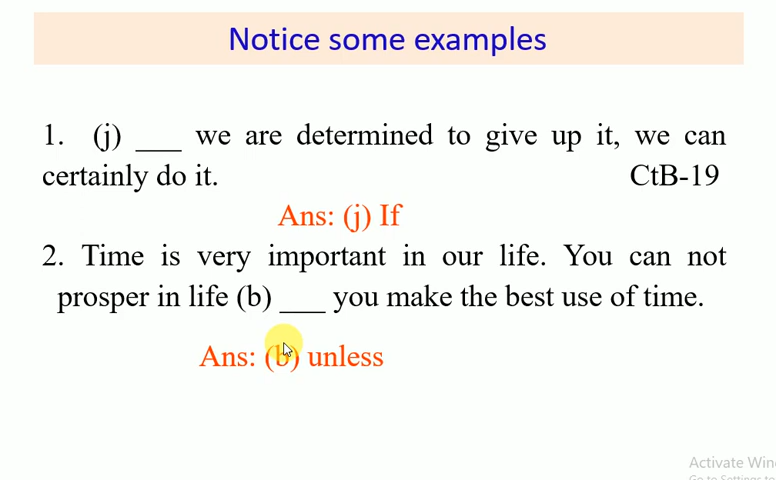 Notice some examples
1. (j) ___ we are determined to give up it, we can
certainly do it. CtB-19
Ans: (j) If
2. Time is very important in our life. You can not
prosper in life (b) ___ you make the best use of time.
Ans: (b) unless
Activate Win